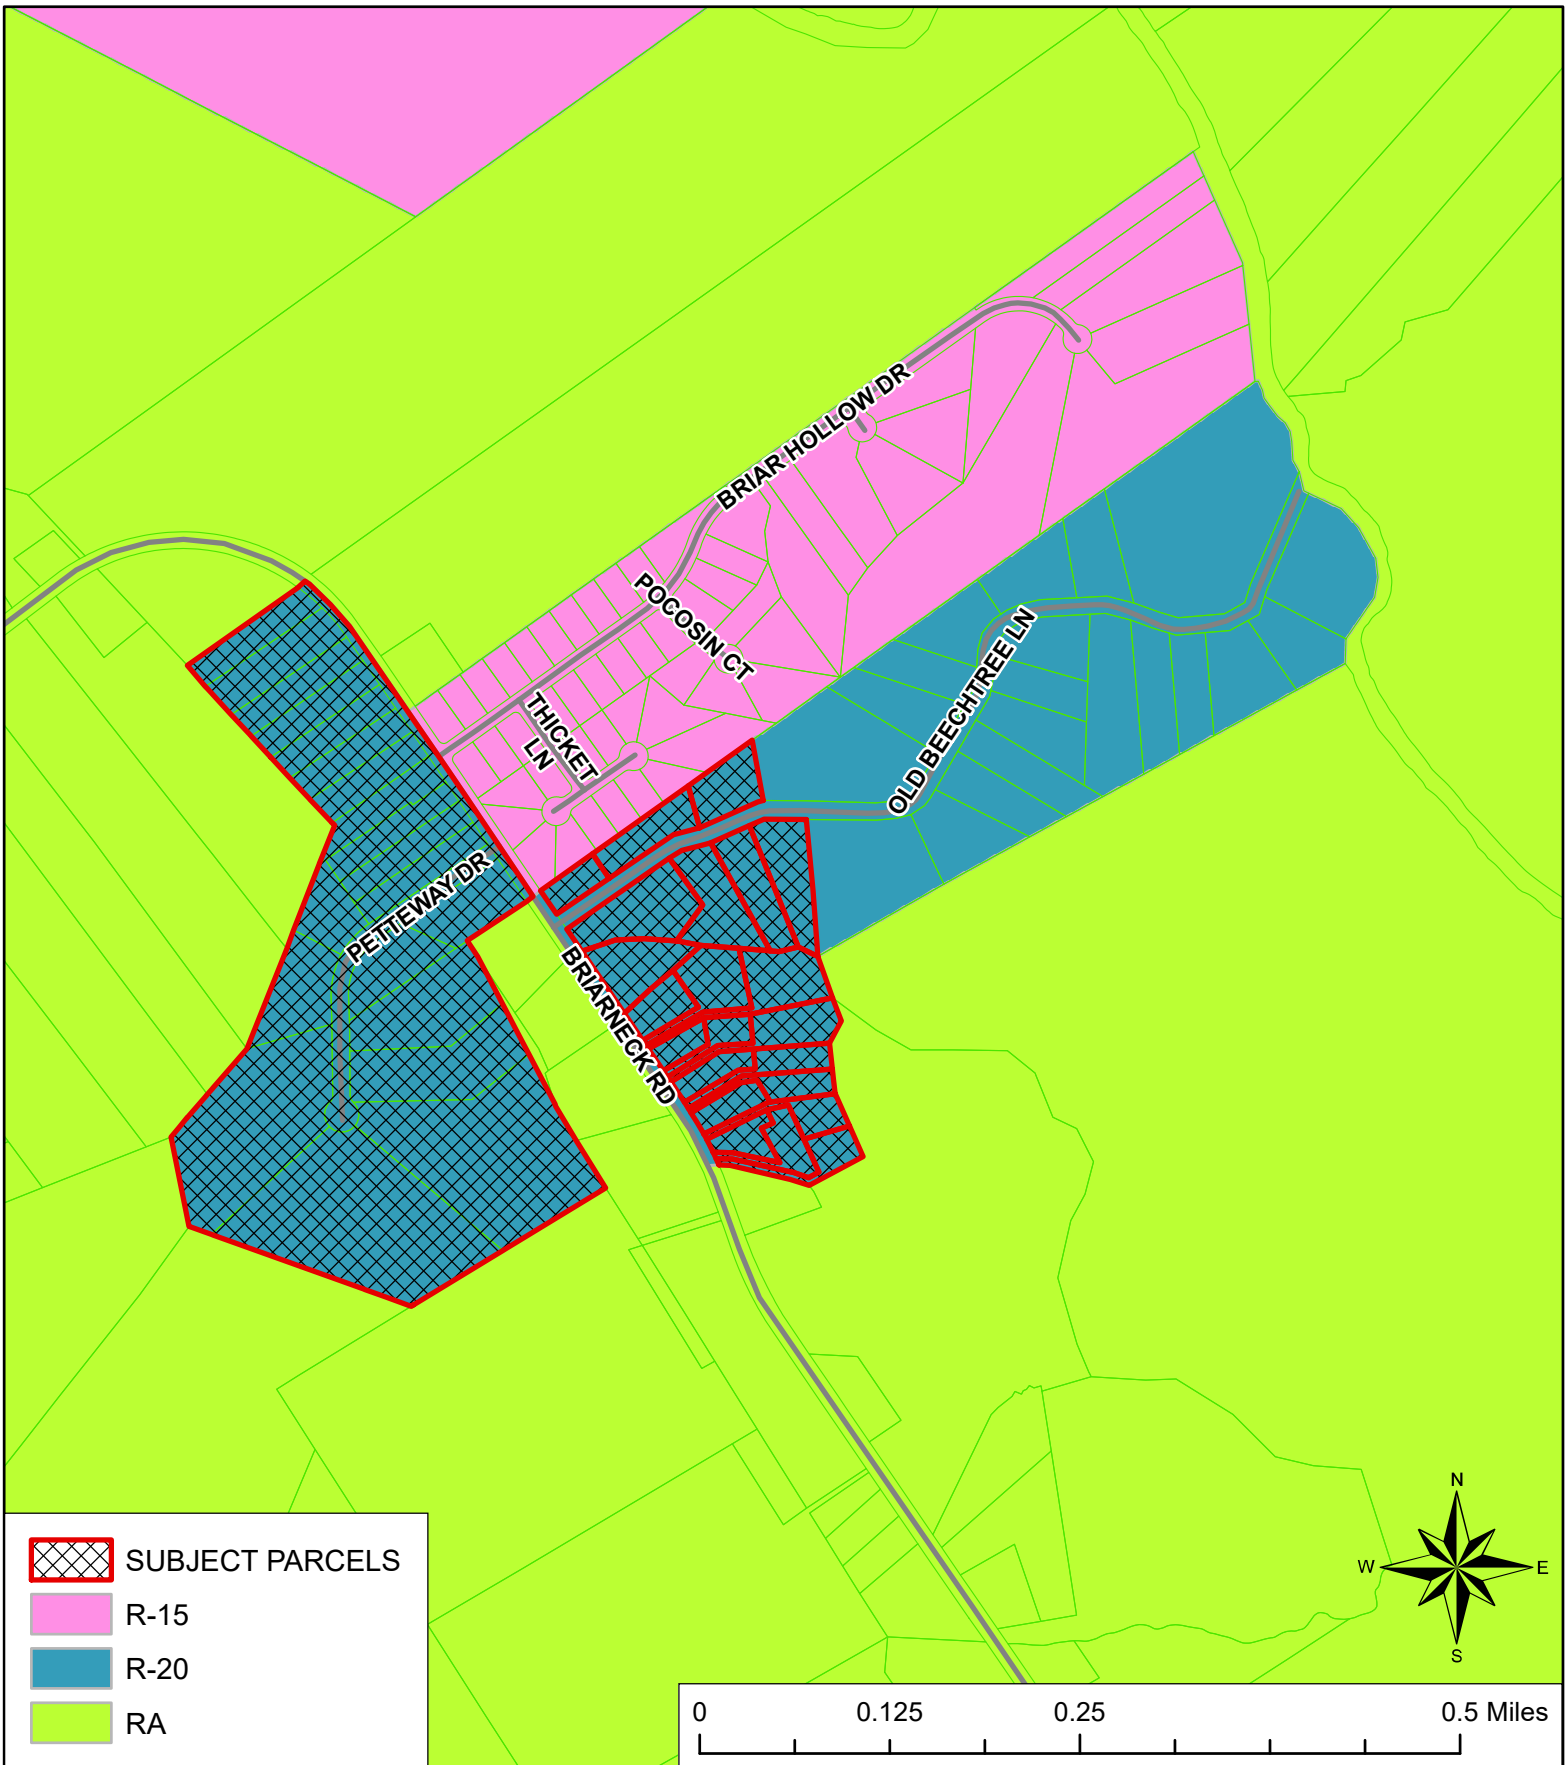 BRIAR HOLLOW DR
POCOSIN CT
THICKET
LN
OLD BEECHTREE LN
PETTEWAY DR
BRIARNECK RD
SUBJECT PARCELS
R-15
R-20
RA
N
W
E
S
0
0.125
0.25
0.5 Miles